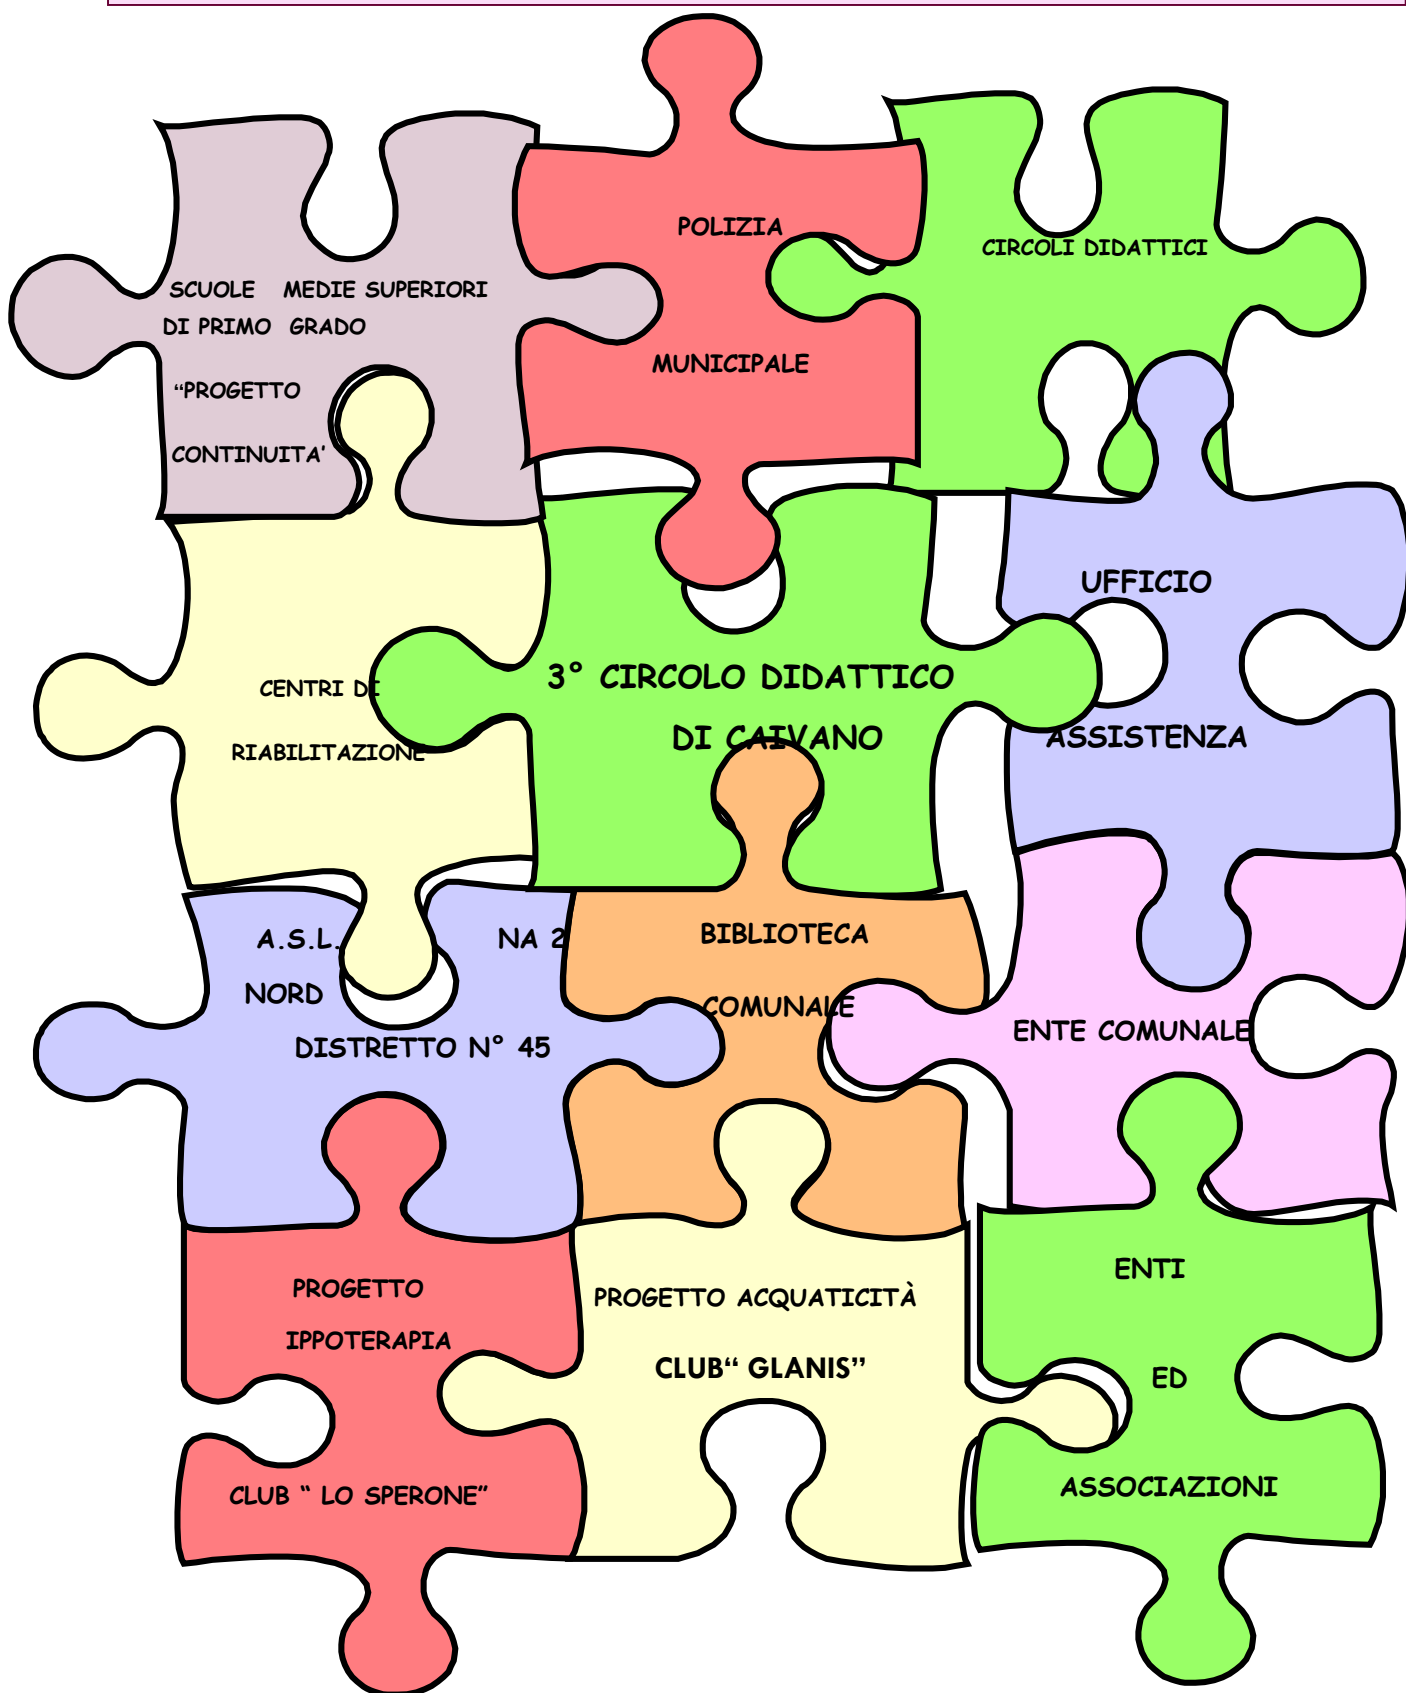 SCUOLE MEDIE SUPERIORI
DI PRIMO GRADO
“PROGETTO
CONTINUITA’
POLIZIA
MUNICIPALE
CIRCOLI DIDATTICI
CENTRI DI
RIABILITAZIONE
3° CIRCOLO DIDATTICO
DI CAIVANO
UFFICIO
ASSISTENZA
A.S.L. NA 2
NORD
DISTRETTO N° 45
BIBLIOTECA
COMUNALE
ENTE COMUNALE
PROGETTO
IPPOTERAPIA
CLUB “ LO SPERONE”
PROGETTO ACQUATICITÀ
CLUB“ GLANIS”
ENTI
ED
ASSOCIAZIONI